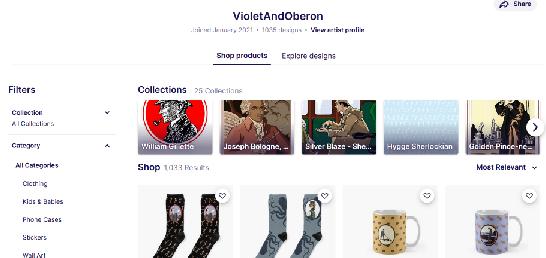 Share
VioletAndOberon
Joined January 2021 • 1035 designs • View artist profile
Shop products
Explore designs
Filters
Collection
All Collections
Category
All Categories
Clothing
Kids & Babies
Phone Cases
Stickers
Wall Art
Collections 25 Collections
William Gillette
Joseph Bologne, ...
Silver Blaze - She...
Hygge Sherlockian
Golden Pince-ne...
Shop 1,033 Results
Most Relevant